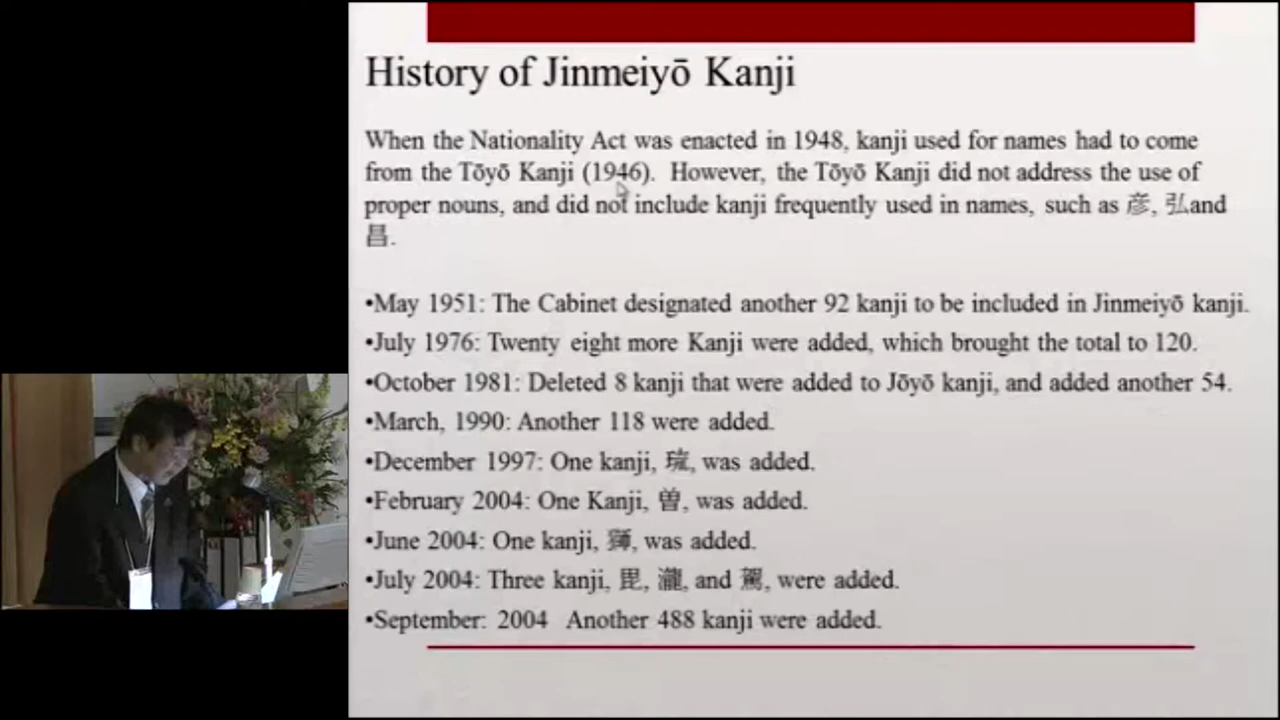 History of Jinmeiyō Kanji
When the Nationality Act was enacted in 1948, kanji used for names had to come
from the Tōyō Kanji (1946). However, the Tōyō Kanji did not address the use of
proper nouns, and did not include kanji frequently used in names, such as 彦, 弘and
昌.
•May 1951: The Cabinet designated another 92 kanji to be included in Jinmeiyō kanji.
•July 1976: Twenty eight more Kanji were added, which brought the total to 120.
•October 1981: Deleted 8 kanji that were added to Jōyō kanji, and added another 54.
•March, 1990: Another 118 were added.
•December 1997: One kanji, 琉, was added.
•February 2004: One Kanji, 曽, was added.
•June 2004: One kanji, 獅, was added.
•July 2004: Three kanji, 毘, 瀧, and 駕, were added.
•September: 2004 Another 488 kanji were added.